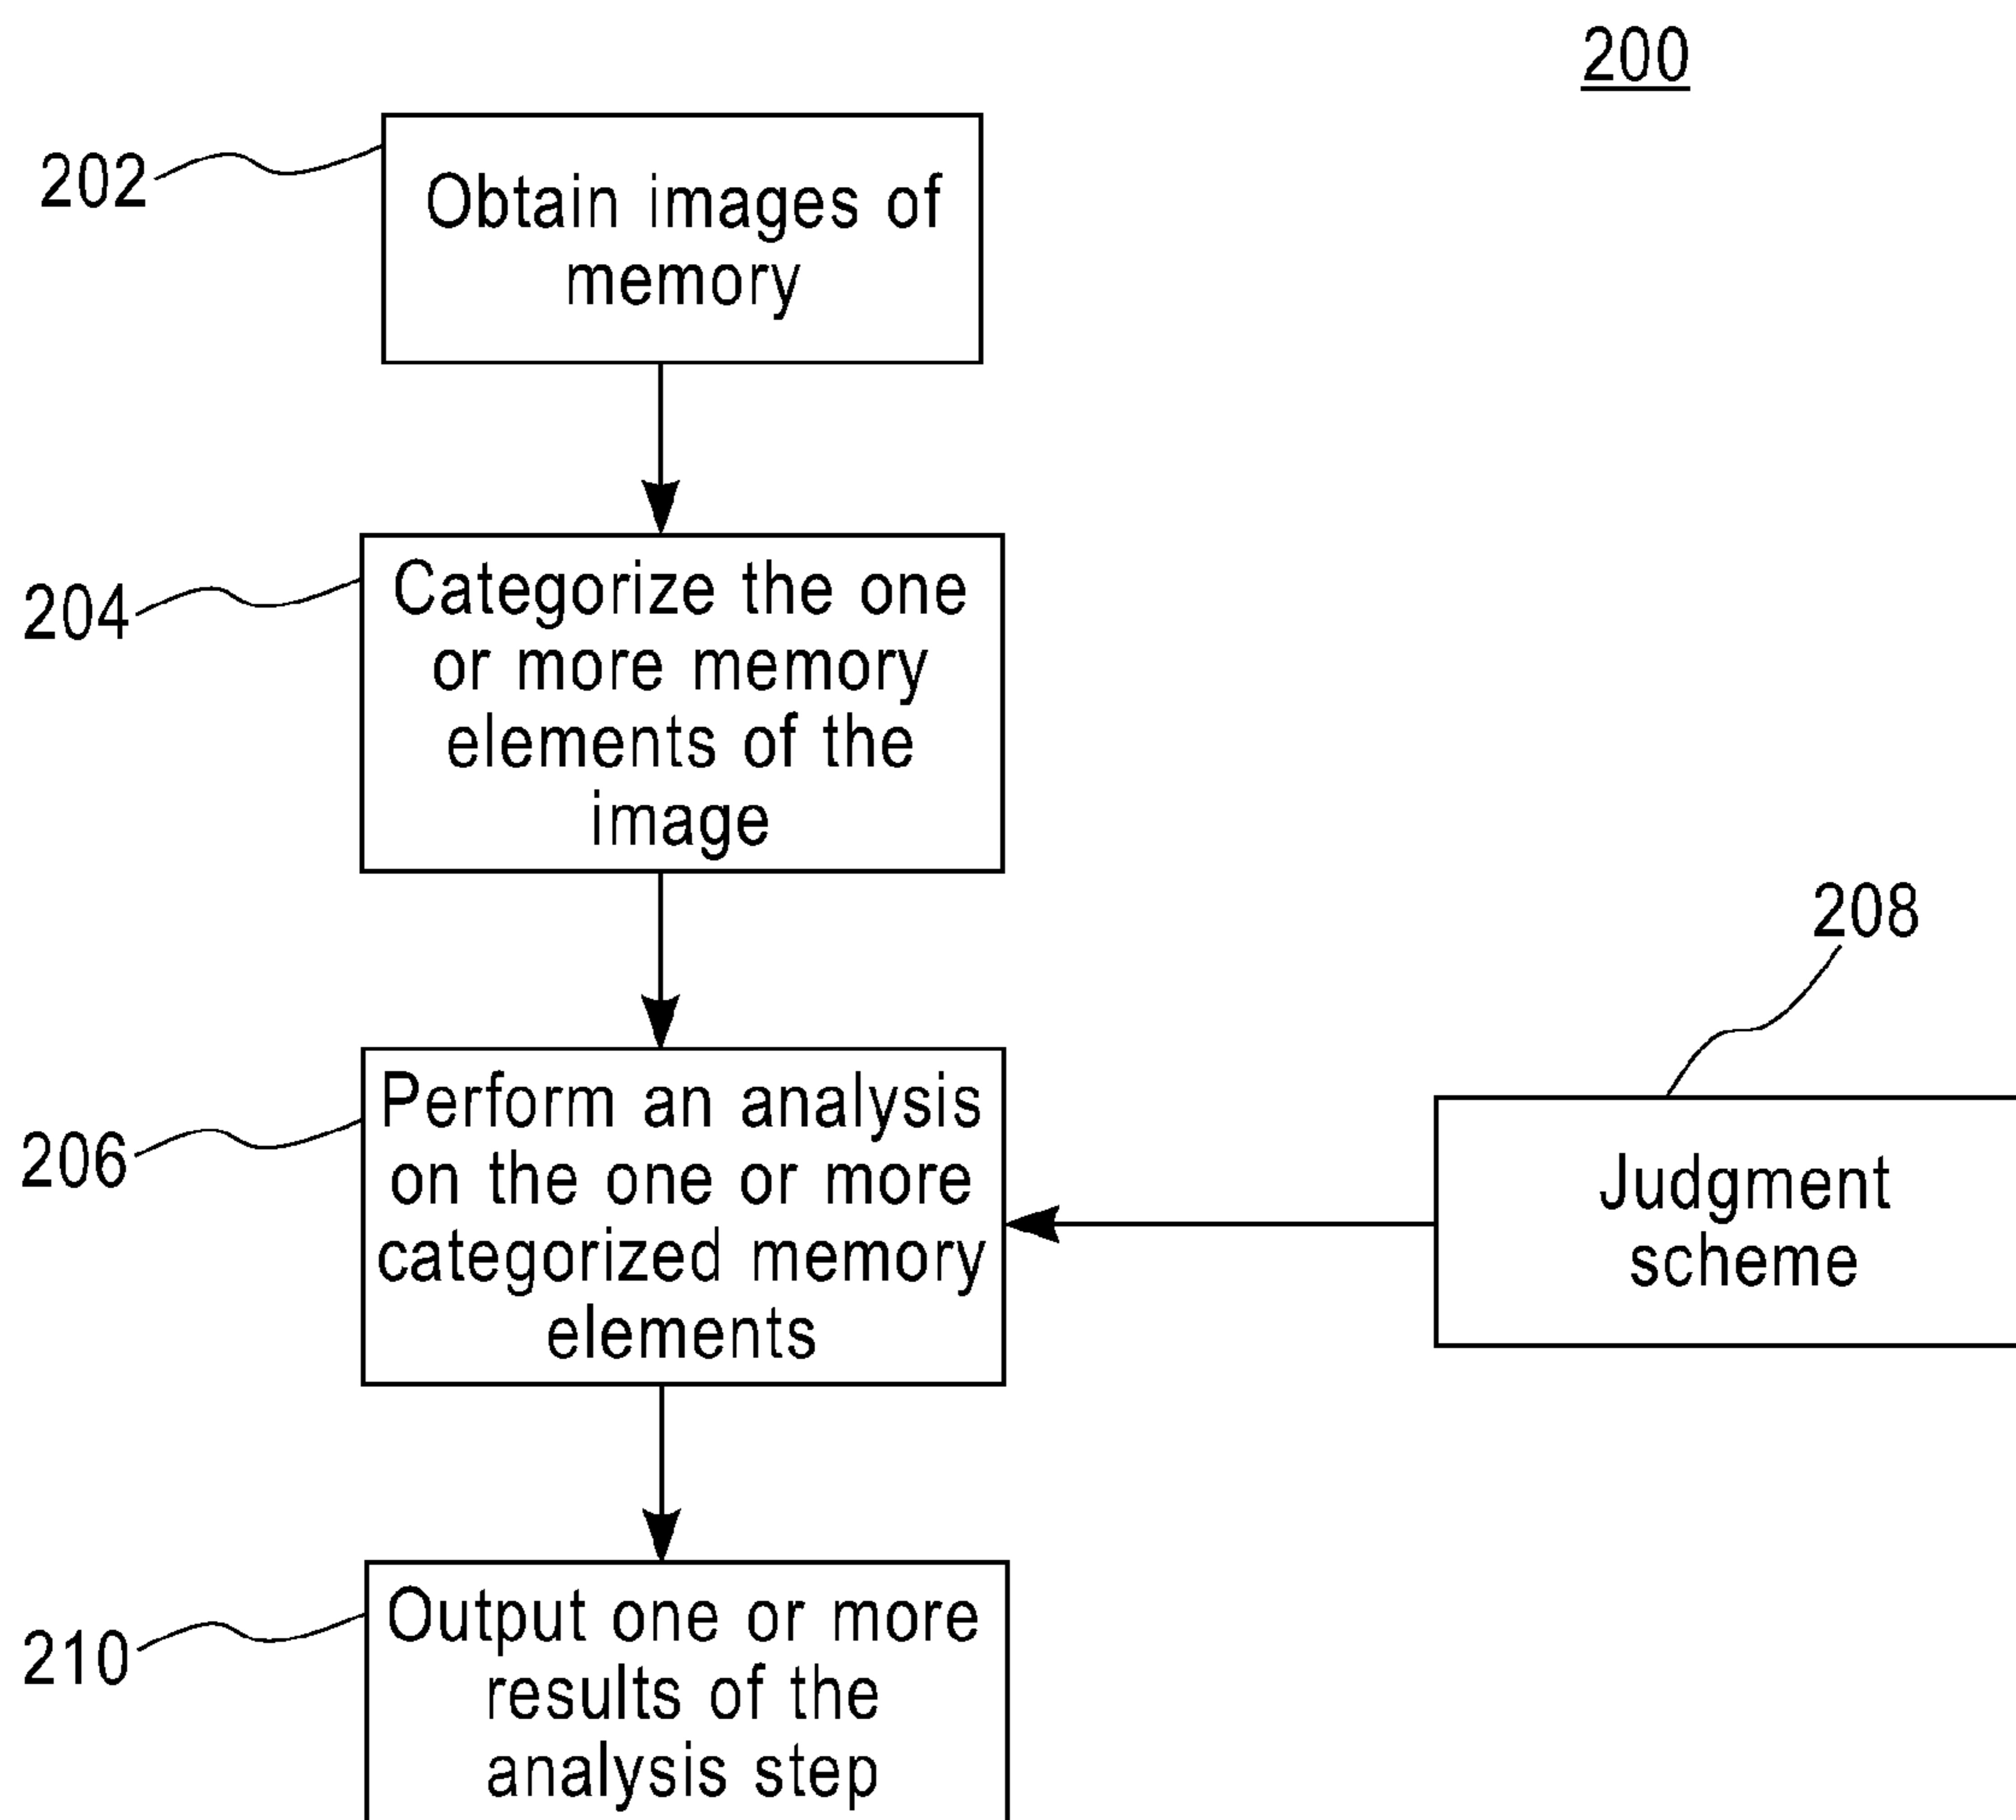 200
202
Obtain images of
memory
204
Categorize the one
or more memory
elements of the
image
206
Perform an analysis
on the one or more
categorized memory
elements
208
Judgment
scheme
210
Output one or more
results of the
analysis step